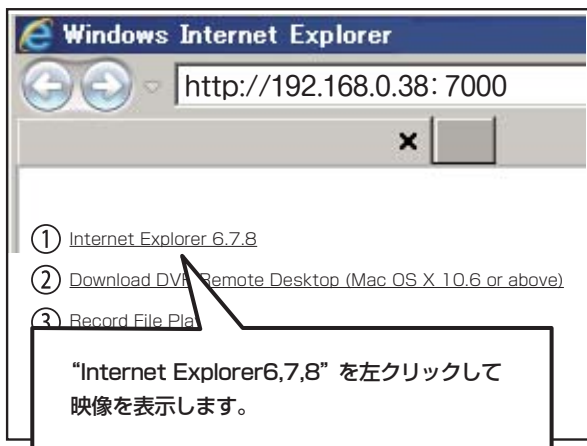 Windows Internet Explorer
http://192.168.0.38: 7000
① Internet Explorer 6.7.8
② Download DVR Remote Desktop (Mac OS X 10.6 or above)
③ Record File
“Internet Explorer6,7,8”を左クリックして
映像を表示します。